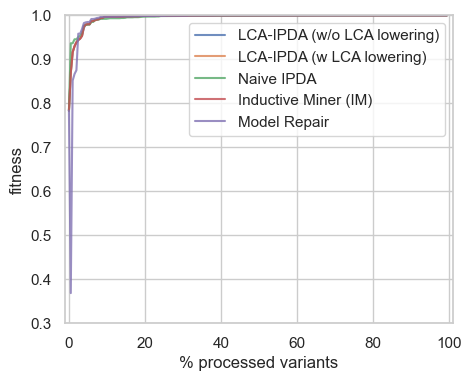 1.0
0.9
0.8
0.7
0.6
0.5
0.4
0.3
fitness
LCA-IPDA (w/o LCA lowering)
LCA-IPDA (w LCA lowering)
Naive IPDA
Inductive Miner (IM)
Model Repair
0 20 40 60 80 100
% processed variants